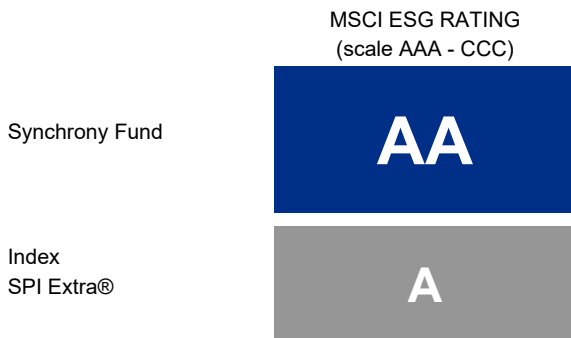 MSCI ESG RATING
(scale AAA - CCC)
Synchrony Fund
AA
Index
SPI Extra®
A